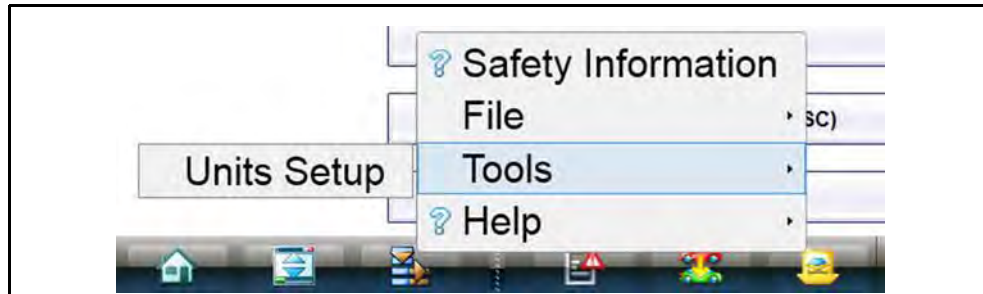 Safety Information
File
SC)
Units Setup
Tools
Help